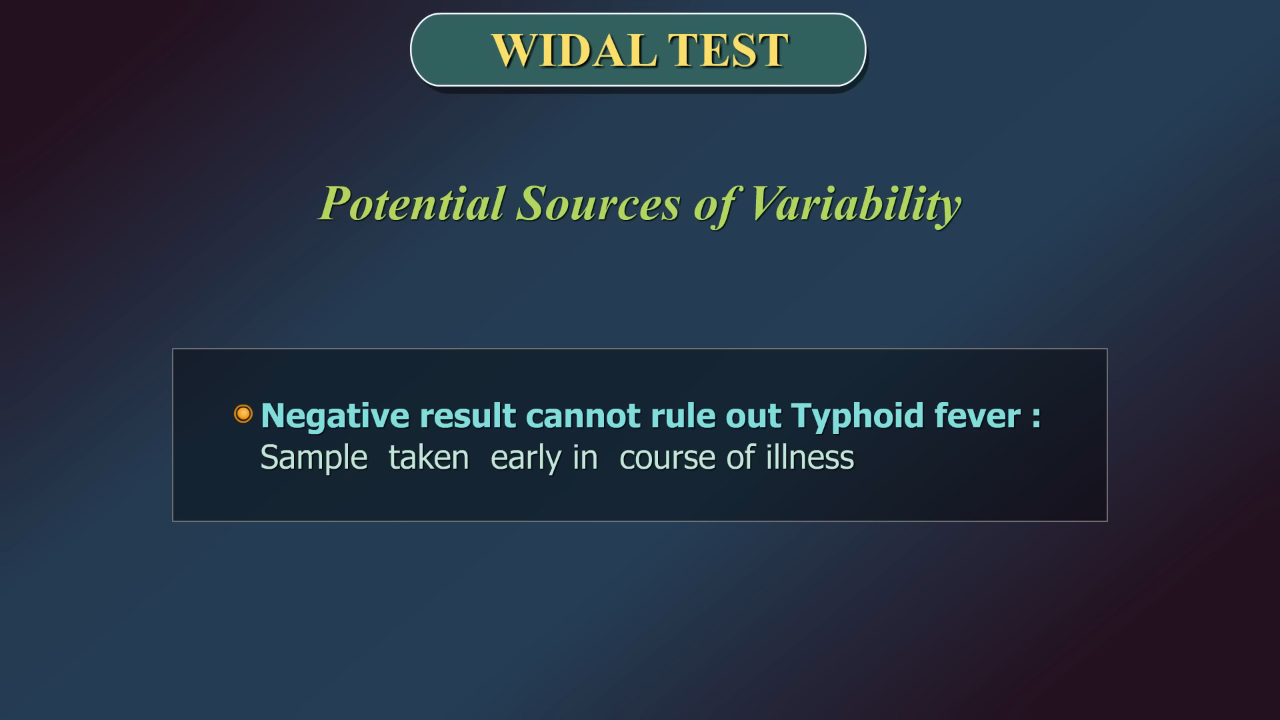 WIDAL TEST
Potential Sources of Variability
Negative result cannot rule out Typhoid fever :
Sample taken early in course of illness